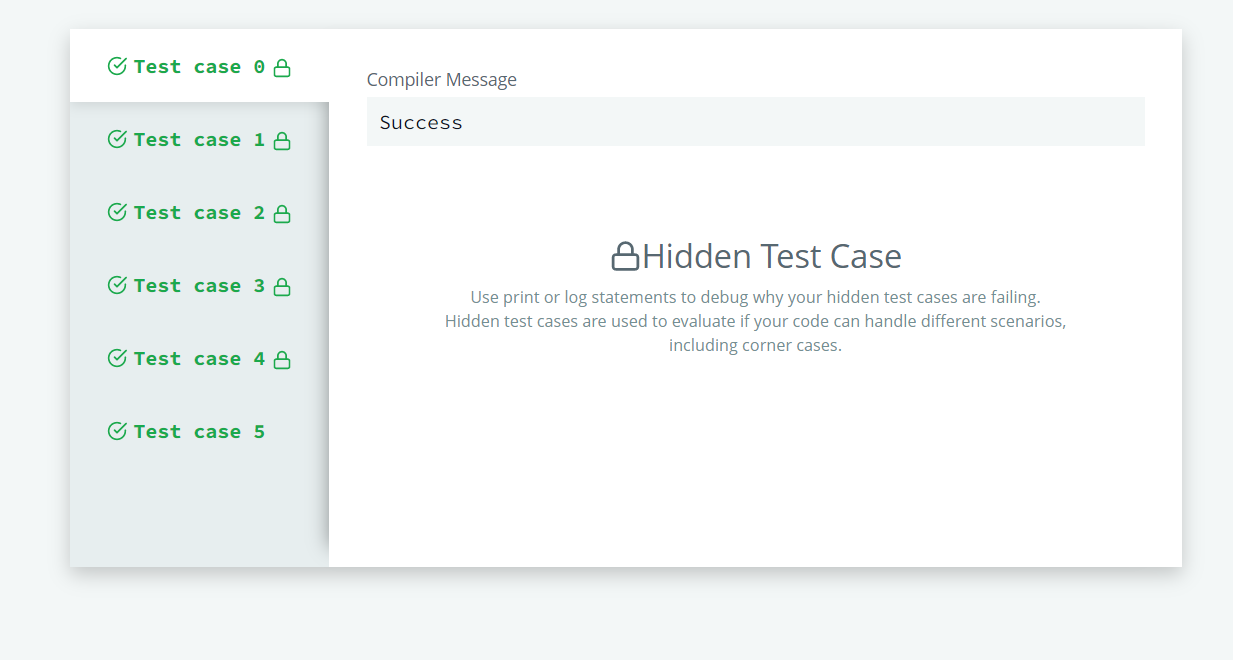 Test case 0
Test case 1
Test case 2
Test case 3
Test case 4
Test case 5
Compiler Message
Success
Hidden Test Case
Use print or log statements to debug why your hidden test cases are failing.
Hidden test cases are used to evaluate if your code can handle different scenarios,
including corner cases.